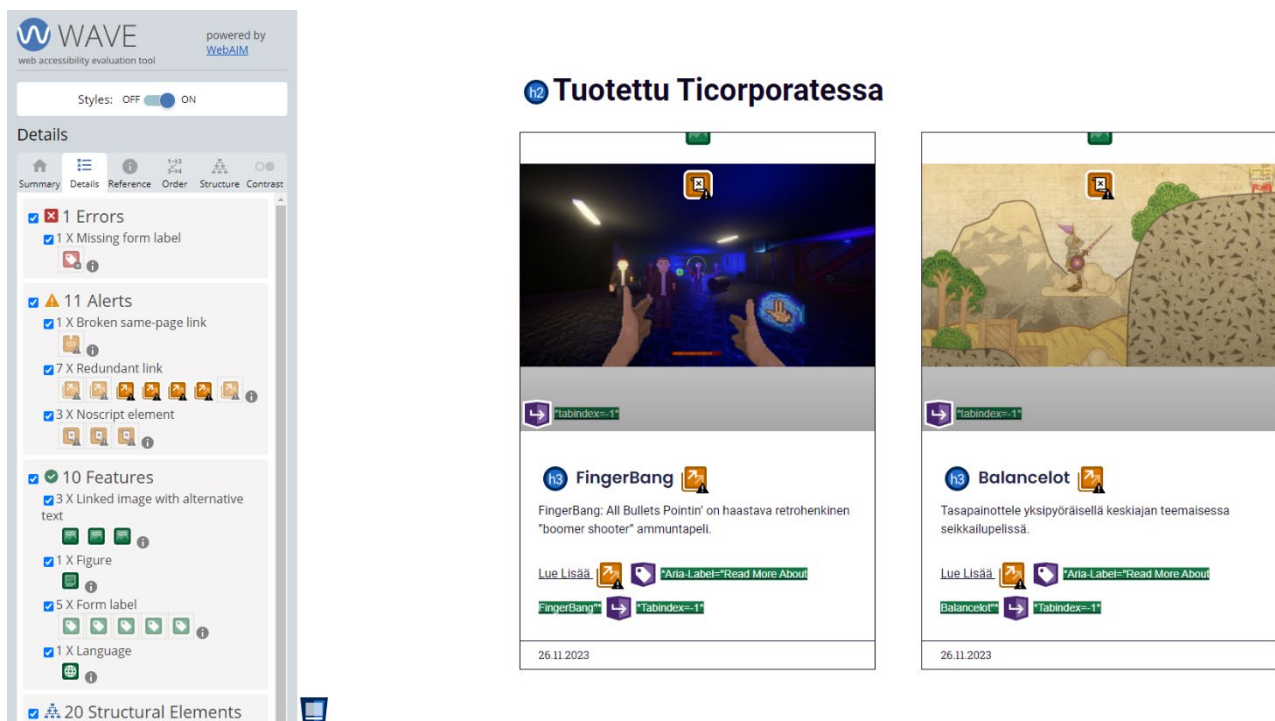 WAVE
web accessibility evaluation tool
powered by
WebAIM
Styles: OFF ON
Details
Summary Details Reference Order Structure Contrast
1 Errors
1 X Missing form label
11 Alerts
1 X Broken same-page link
7 X Redundant link
3 X Noscript element
10 Features
3 X Linked image with alternative
text
1 X Figure
5 X Form label
1 X Language
20 Structural Elements
h2 Tuotettu Ticorporatessa
*tabindex=-1*
h3 FingerBang
FingerBang: All Bullets Pointin' on haastava retrohenkinen
"boomer shooter" ammuntapeli.
Lue Lisää *Aria-Label="Read More About
FingerBang"* *Tabindex=-1*
26.11.2023
*tabindex=-1*
h3 Balancelot
Tasapainottele yksipyöräisellä keskiajan teemaisessa
seikkailupelissä.
Lue Lisää *Aria-Label="Read More About
Balancelot"* *Tabindex=-1*
26.11.2023